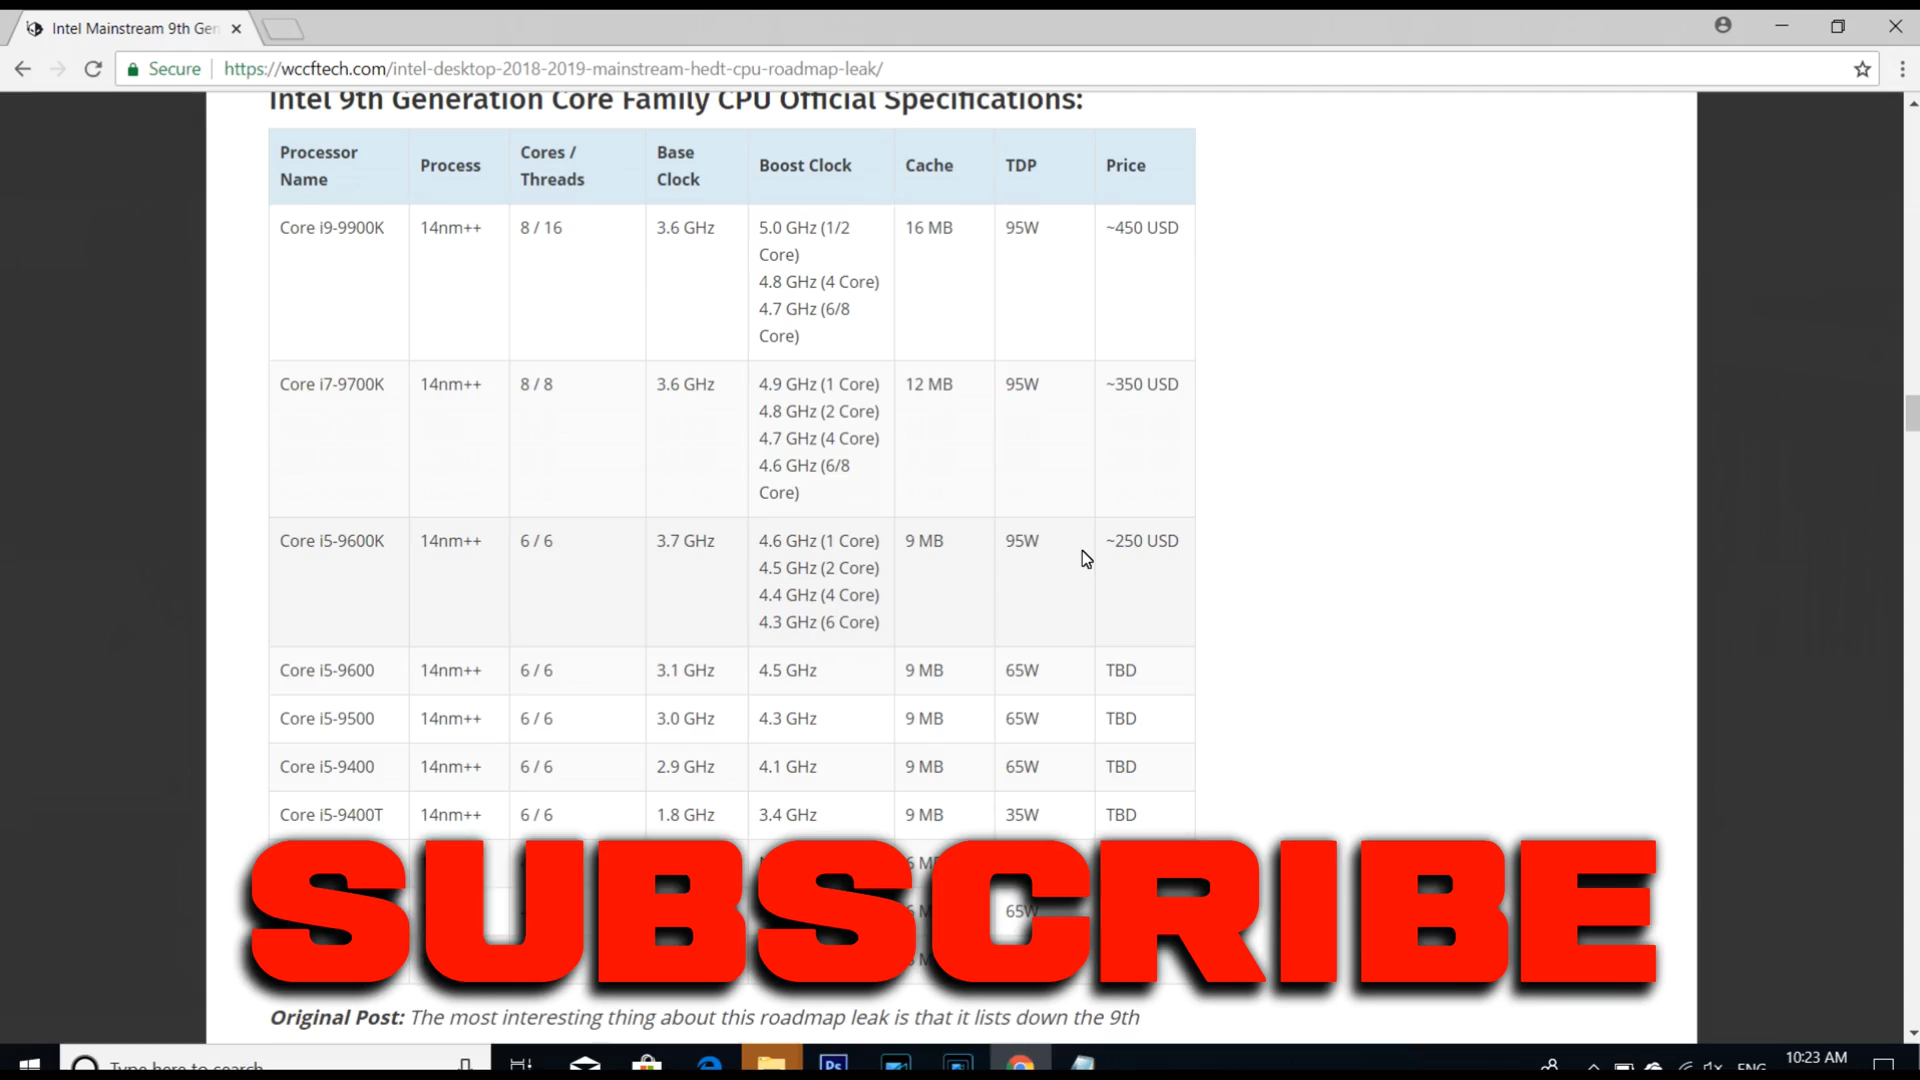 Intel Mainstream 9th Gen
Secure https://wccftech.com/intel-desktop-2018-2019-mainstream-hedt-cpu-roadmap-leak/
Intel 9th Generation Core Family CPU Official Specifications:
Processor Name Process Cores / Threads Base Clock Boost Clock Cache TDP Price
Core i9-9900K 14nm++ 8 / 16 3.6 GHz 5.0 GHz (1/2 16 MB 95W ~450 USD
Core)
4.8 GHz (4 Core)
4.7 GHz (6/8
Core)
Core i7-9700K 14nm++ 8 / 8 3.6 GHz 4.9 GHz (1 Core) 12 MB 95W ~350 USD
4.8 GHz (2 Core)
4.7 GHz (4 Core)
4.6 GHz (6/8
Core)
Core i5-9600K 14nm++ 6 / 6 3.7 GHz 4.6 GHz (1 Core) 9 MB 95W ~250 USD
4.5 GHz (2 Core)
4.4 GHz (4 Core)
4.3 GHz (6 Core)
Core i5-9600 14nm++ 6 / 6 3.1 GHz 4.5 GHz 9 MB 65W TBD
Core i5-9500 14nm++ 6 / 6 3.0 GHz 4.3 GHz 9 MB 65W TBD
Core i5-9400 14nm++ 6 / 6 2.9 GHz 4.1 GHz 9 MB 65W TBD
Core i5-9400T 14nm++ 6 / 6 1.8 GHz 3.4 GHz 9 MB 35W TBD
65W
SUBSCRIBE
Original Post: The most interesting thing about this roadmap leak is that it lists down the 9th
Type here to search
Ps
ENG
10:23 AM